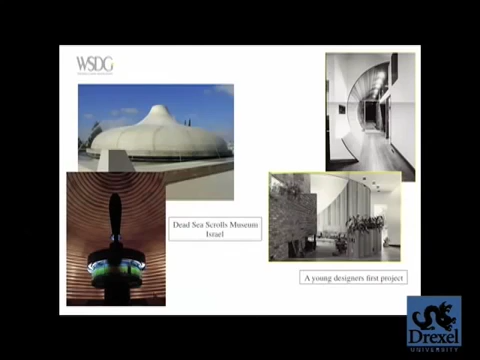 WSDG
Dead Sea Scrolls Museum
Israel
A young designers first project
Drexel
UNIVERSITY